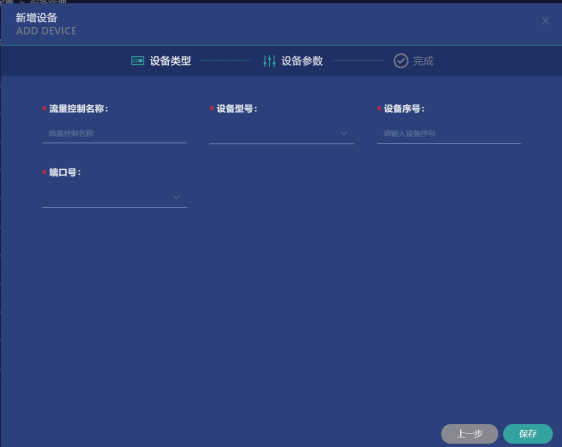 新增设备
ADD DEVICE
设备类型
设备参数
完成
* 流量控制名称：
* 设备型号：
* 设备序号：
流量控制名称
请输入设备序号
* 端口号：
上一步
保存